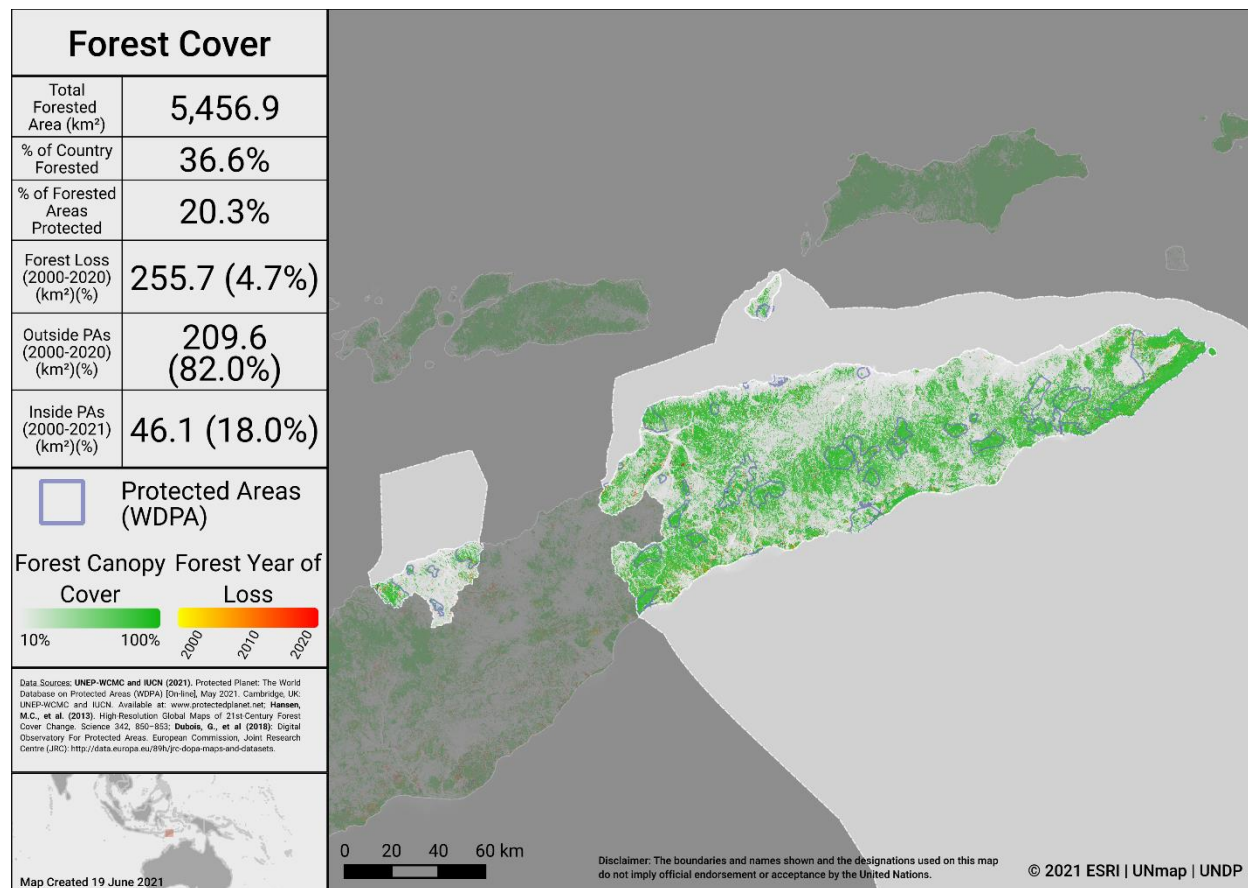 Forest Cover
Total
Forested
Area (km²)
5,456.9
% of Country
Forested
36.6%
% of Forested
Areas
Protected
20.3%
Forest Loss
(2000-2020)
(km²)(%)
255.7 (4.7%)
Outside PAs
(2000-2020)
(km²)(%)
209.6
(82.0%)
Inside PAs
(2000-2021)
(km²)(%)
46.1 (18.0%)
Protected Areas
(WDPA)
Forest Canopy
Cover
10%
100%
Forest Year of
Loss
2000
2010
2020
Data Sources: UNEP-WCMC and IUCN (2021). Protected Planet: The World
Database on Protected Areas (WDPA) [On-line], May 2021. Cambridge, UK:
UNEP-WCMC and IUCN. Available at: www.protectedplanet.net; Hansen,
M.C., et al. (2013). High-Resolution Global Maps of 21st-Century Forest
Cover Change. Science 342, 850–853; Dubois, G., et al (2018): Digital
Observatory For Protected Areas. European Commission, Joint Research
Centre (JRC): http://data.europa.eu/89h/jrc-dopa-maps-and-datasets.
Map Created 19 June 2021
0 20 40 60 km
Disclaimer: The boundaries and names shown and the designations used on this map
do not imply official endorsement or acceptance by the United Nations.
© 2021 ESRI | UNmap | UNDP